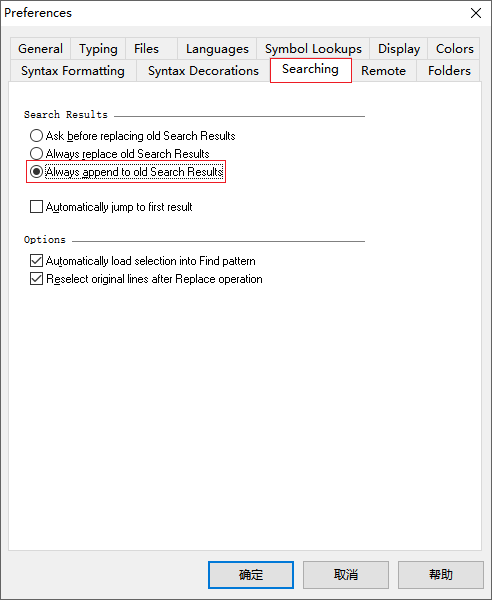 Preferences
General Typing Files Languages Symbol Lookups Display Colors
Syntax Formatting Syntax Decorations Searching Remote Folders
Search Results
Ask before replacing old Search Results
Always replace old Search Results
Always append to old Search Results
Automatically jump to first result
Options
Automatically load selection into Find pattern
Reselect original lines after Replace operation
确定 取消 帮助